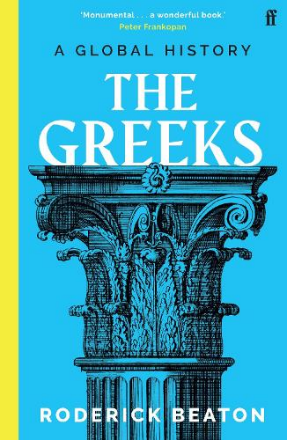 'Monumental . . . a wonderful book.'
Peter Frankopan
ff
A GLOBAL HISTORY
THE
GREEKS
RODERICK BEATON